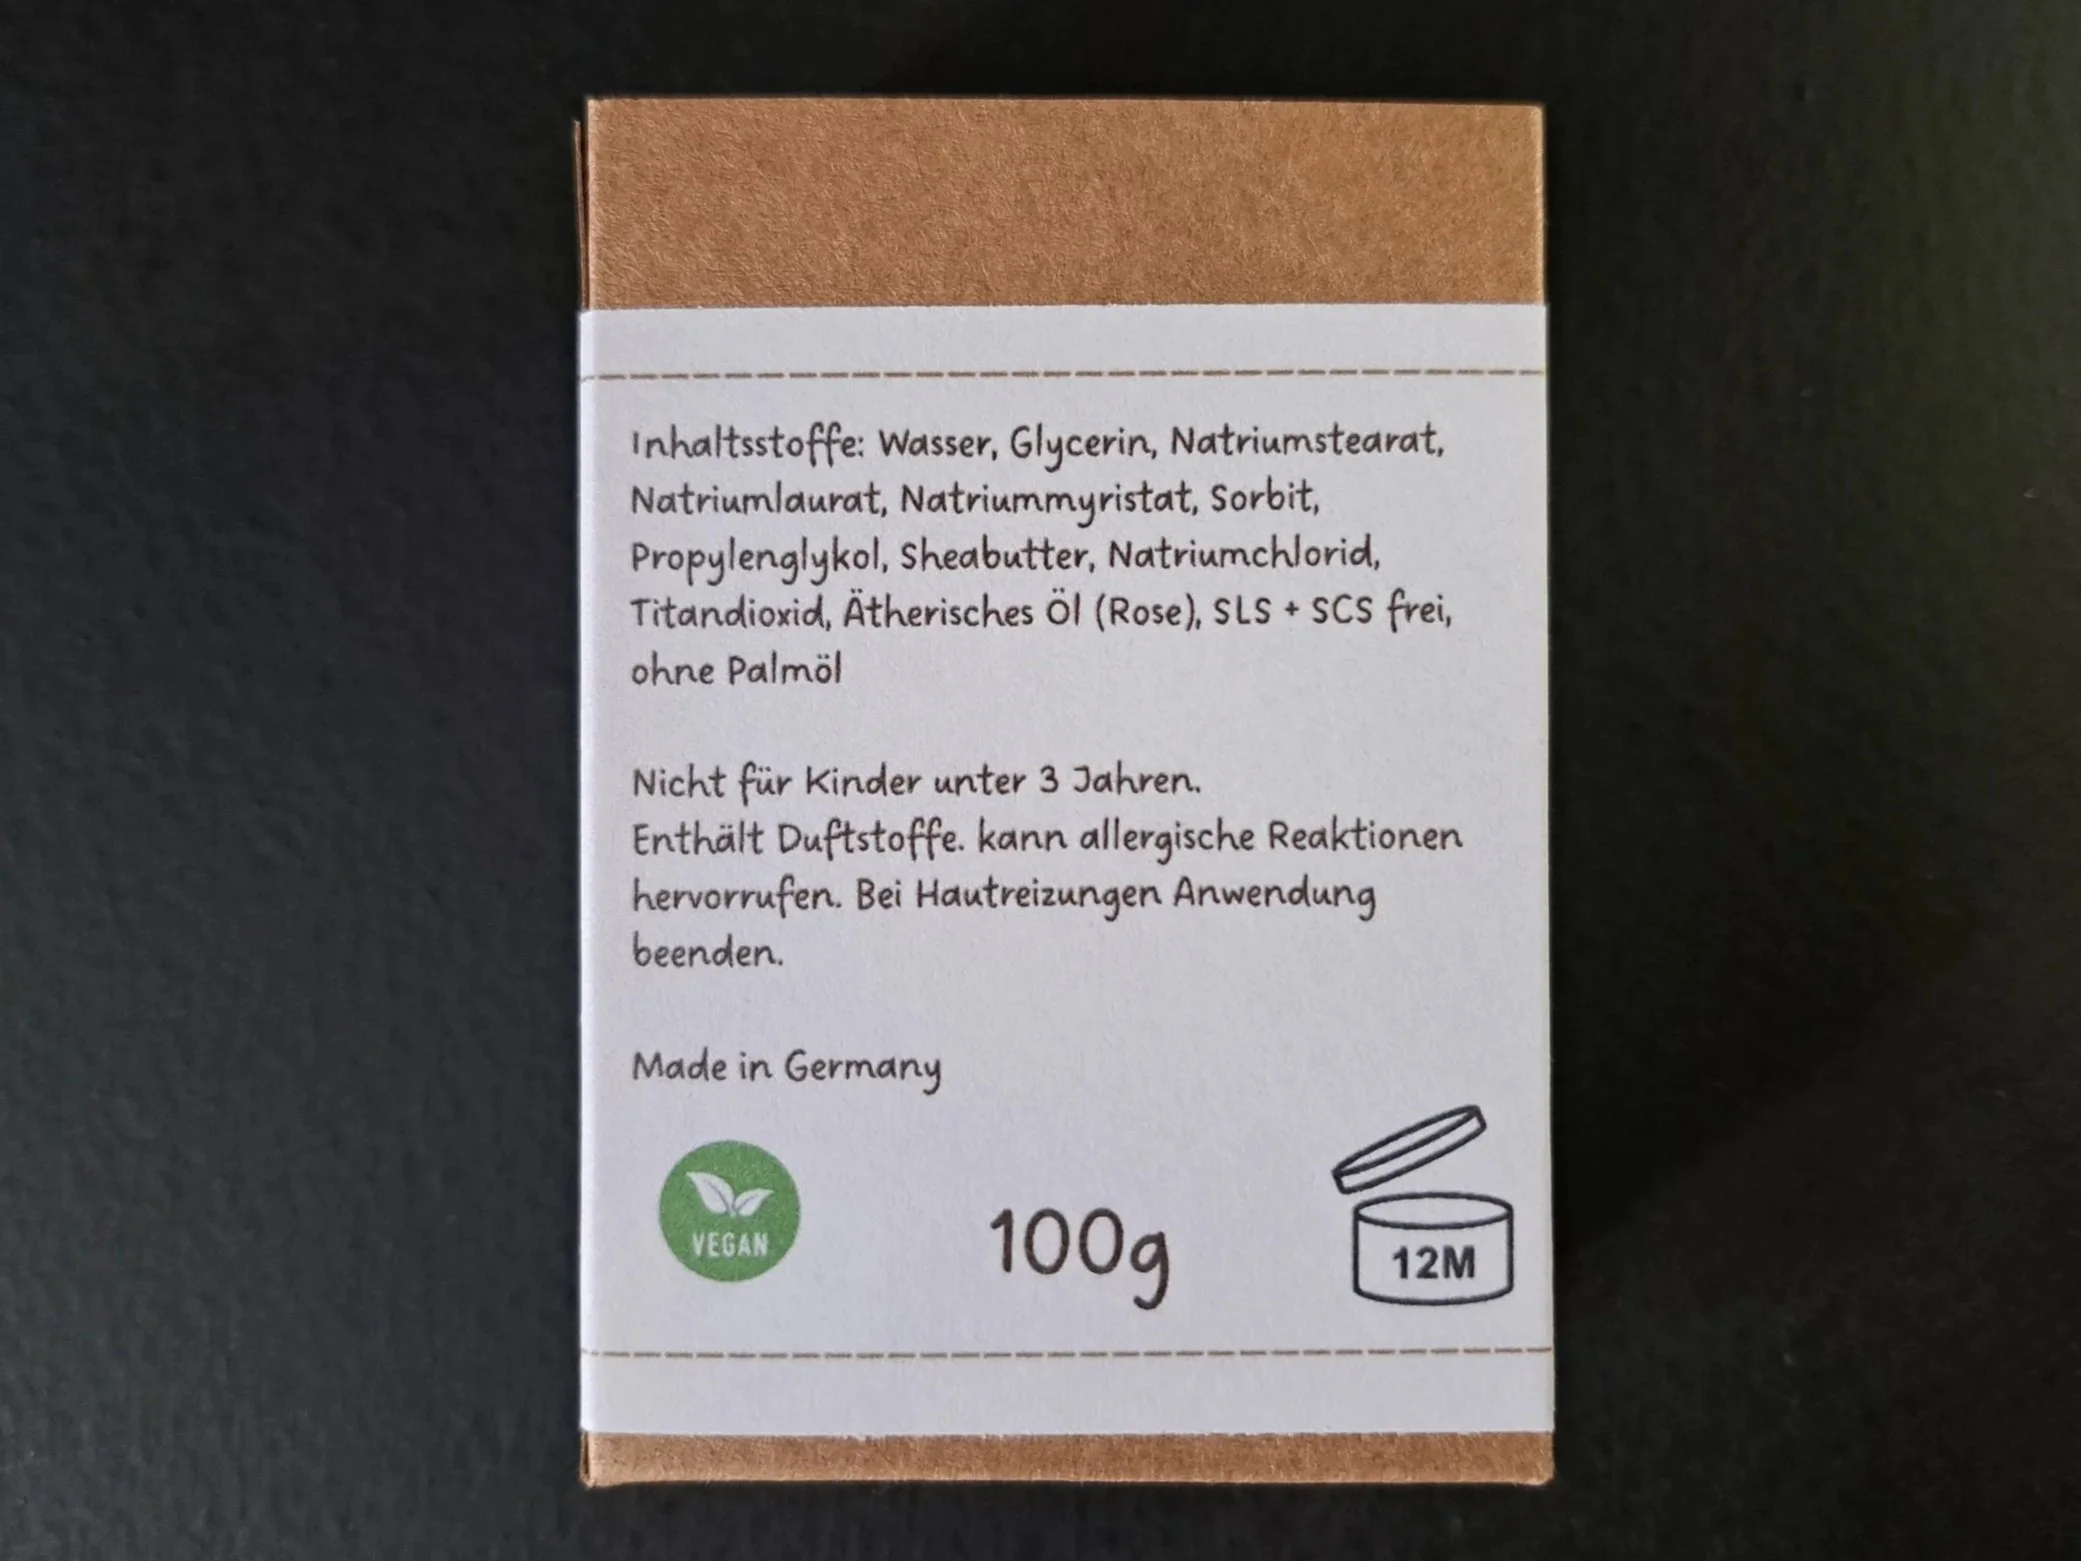 Inhaltsstoffe: Wasser, Glycerin, Natriumstearat,
Natriumlaurat, Natriummyristat, Sorbit,
Propylenglykol, Sheabutter, Natriumchlorid,
Titandioxid, Ätherisches Öl (Rose), SLS + SCS frei,
ohne Palmöl
Nicht für Kinder unter 3 Jahren.
Enthält Duftstoffe. kann allergische Reaktionen
hervorrufen. Bei Hautreizungen Anwendung
beenden.
Made in Germany
VEGAN
100g
12M